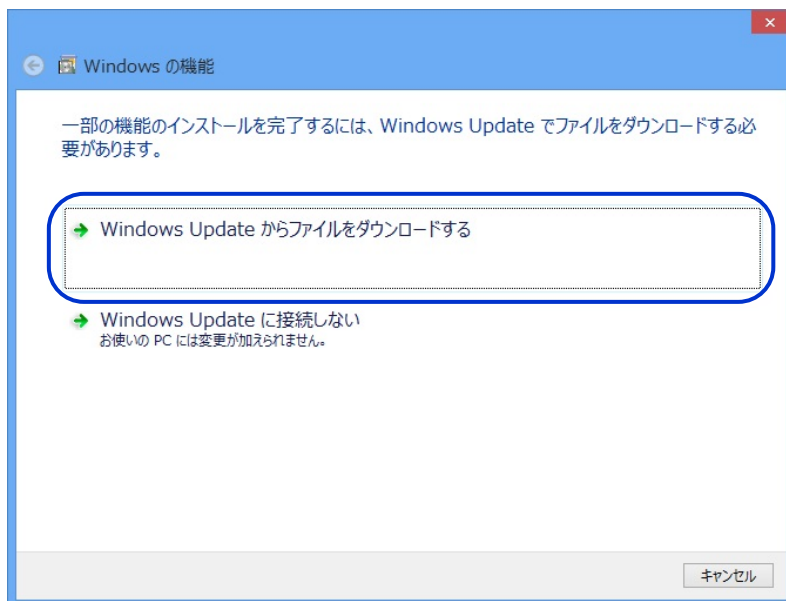 Windows の機能
一部の機能のインストールを完了するには、Windows Update でファイルをダウンロードする必
要があります。
Windows Update からファイルをダウンロードする
Windows Update に接続しない
お使いの PC には変更が加えられません。
キャンセル